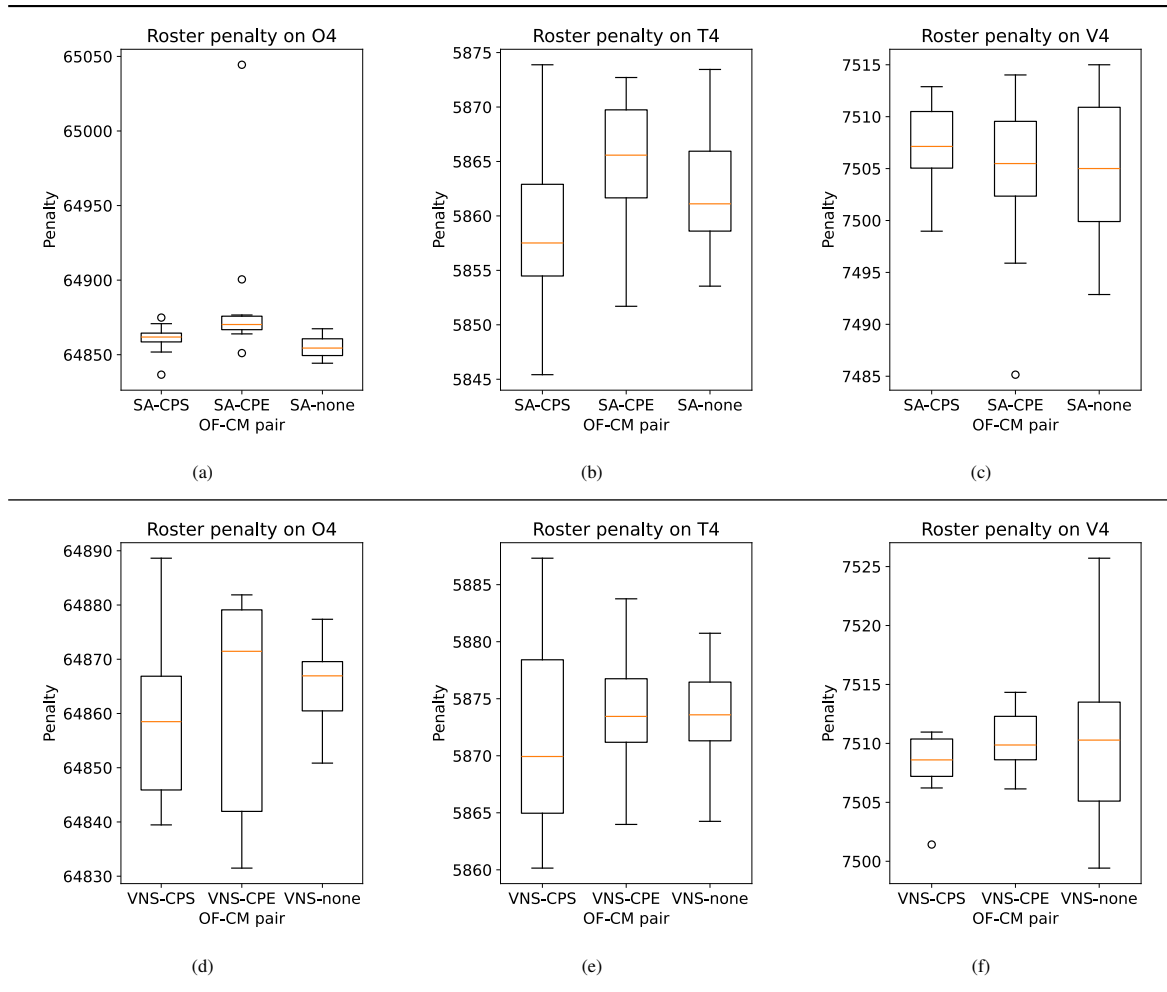 Roster penalty on O4
65050
65000
64950
64900
64850
Penalty
SA-CPS SA-CPE SA-none
OF-CM pair
(a)
Roster penalty on T4
5875
5870
5865
5860
5855
5850
5845
Penalty
SA-CPS SA-CPE SA-none
OF-CM pair
(b)
Roster penalty on V4
7515
7510
7505
7500
7495
7490
7485
Penalty
SA-CPS SA-CPE SA-none
OF-CM pair
(c)
Roster penalty on O4
64890
64880
64870
64860
64850
64840
64830
Penalty
VNS-CPS VNS-CPE VNS-none
OF-CM pair
(d)
Roster penalty on T4
5885
5880
5875
5870
5865
5860
Penalty
VNS-CPS VNS-CPE VNS-none
OF-CM pair
(e)
Roster penalty on V4
7525
7520
7515
7510
7505
7500
Penalty
VNS-CPS VNS-CPE VNS-none
OF-CM pair
(f)